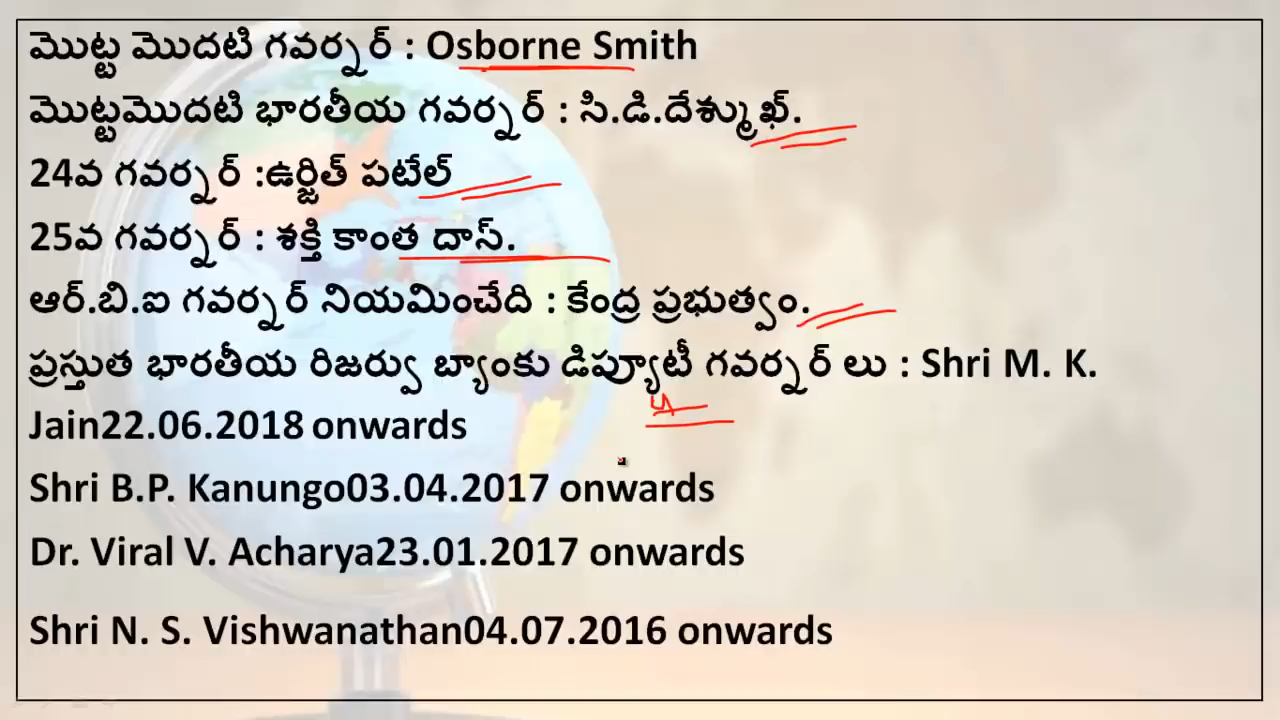 మొట్ట మొదటి గవర్నర్ : Osborne Smith
మొట్టమొదటి భారతీయ గవర్నర్ : సి.డి.దేశ్ముఖ్.
24వ గవర్నర్ :ఉర్జిత్ పటేల్
25వ గవర్నర్ : శక్తి కాంత దాస్.
ఆర్.బి.ఐ గవర్నర్ నియమించేది : కేంద్ర ప్రభుత్వం.
ప్రస్తుత భారతీయ రిజర్వు బ్యాంకు డిప్యూటీ గవర్నర్ లు : Shri M. K.
Jain22.06.2018 onwards
Shri B.P. Kanungo03.04.2017 onwards
Dr. Viral V. Acharya23.01.2017 onwards
Shri N. S. Vishwanathan04.07.2016 onwards